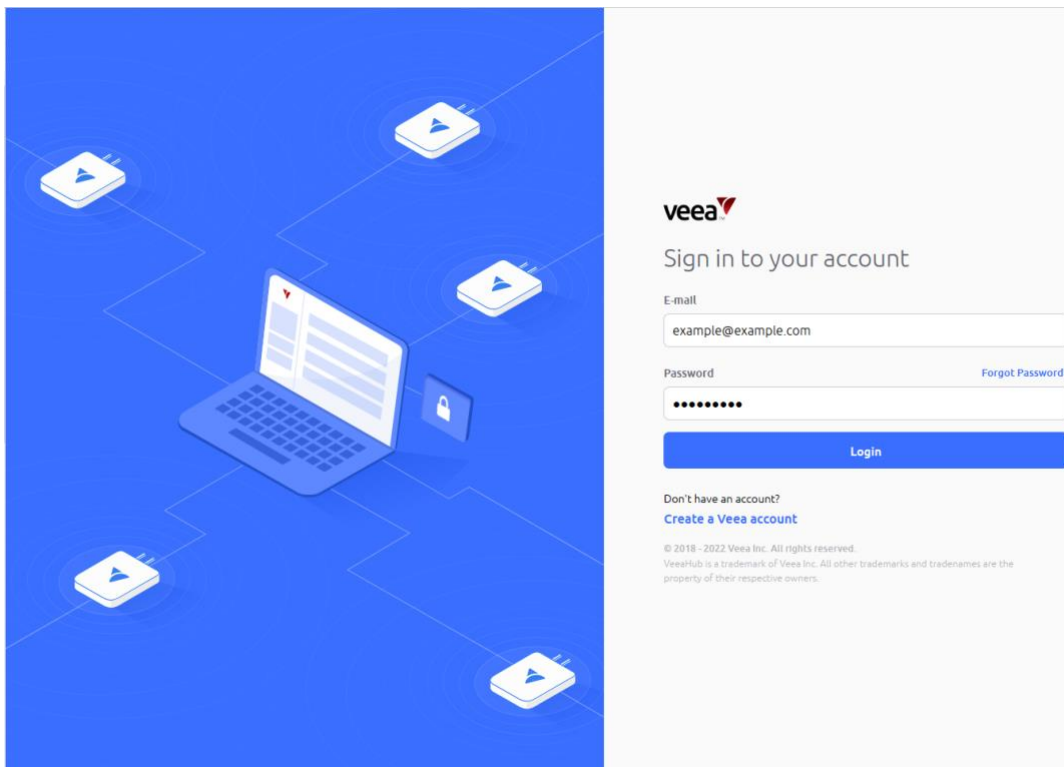 veea
Sign in to your account
E-mail
example@example.com
Password Forgot Password
•••••••••
Login
Don't have an account?
Create a Veea account
© 2018 - 2022 Veea Inc. All rights reserved.
VeeaHub is a trademark of Veea Inc. All other trademarks and tradenames are the
property of their respective owners.